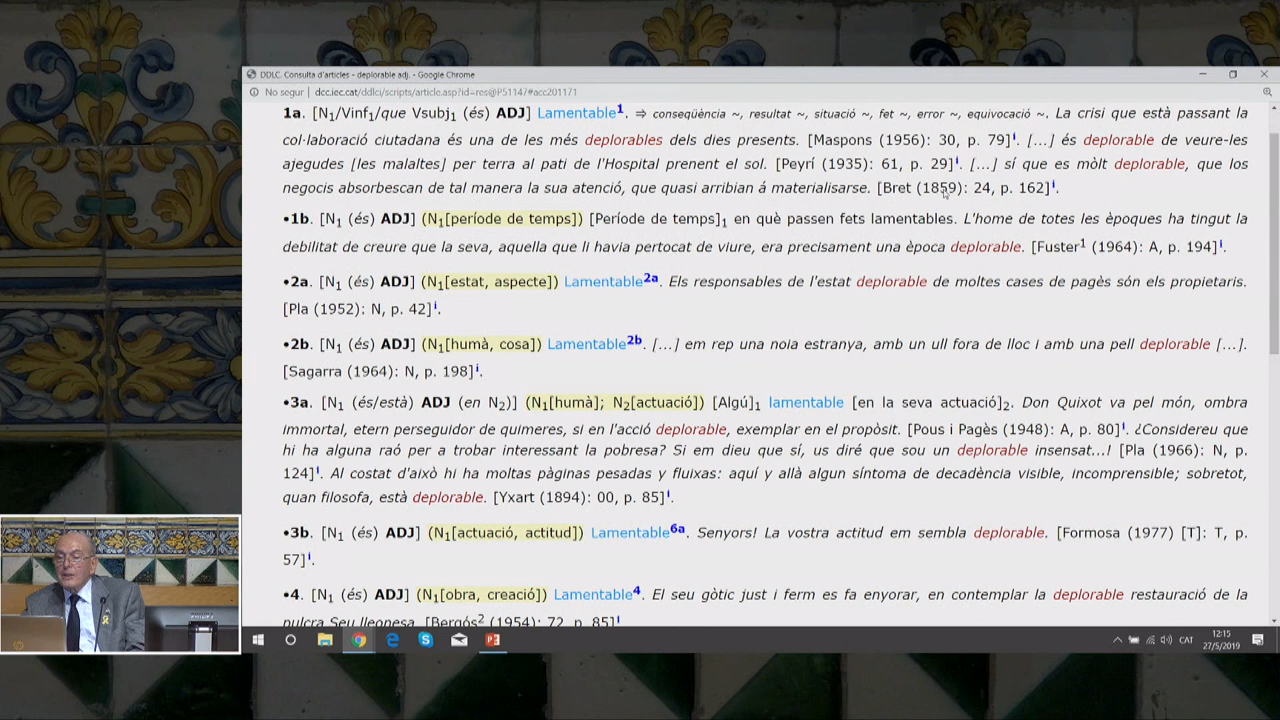 DDLC. Consulta d'articles - deplorable adj. - Google Chrome
No segur | dcc.iec.cat/ddlci/scripts/article.asp?id=res@P51147#acc201171
1a. [N1/Vinf1/que Vsubj1 (és) ADJ] Lamentable1. ⇒ conseqüència ~, resultat ~, situació ~, fet ~, error ~, equivocació ~. La crisi que està passant la
col·laboració ciutadana és una de les més deplorables dels dies presents. [Maspons (1956): 30, p. 79]i. [...] és deplorable de veure-les
ajegudes [les malaltes] per terra al pati de l'Hospital prenent el sol. [Peyrí (1935): 61, p. 29]i. [...] sí que es mòlt deplorable, que los
negocis absorbescan de tal manera la sua atenció, que quasi arribian á materialisarse. [Bret (1859): 24, p. 162]i.
•1b. [N1 (és) ADJ] (N1[període de temps]) [Període de temps]1 en què passen fets lamentables. L'home de totes les èpoques ha tingut la
debilitat de creure que la seva, aquella que li havia pertocat de viure, era precisament una època deplorable. [Fuster1 (1964): A, p. 194]i.
•2a. [N1 (és) ADJ] (N1[estat, aspecte]) Lamentable2a. Els responsables de l'estat deplorable de moltes cases de pagès són els propietaris.
[Pla (1952): N, p. 42]i.
•2b. [N1 (és) ADJ] (N1[humà, cosa]) Lamentable2b. [...] em rep una noia estranya, amb un ull fora de lloc i amb una pell deplorable [...].
[Sagarra (1964): N, p. 198]i.
•3a. [N1 (és/està) ADJ (en N2)] (N1[humà]; N2[actuació]) [Algú]1 lamentable [en la seva actuació]2. Don Quixot va pel món, ombra
immortal, etern perseguidor de quimeres, si en l'acció deplorable, exemplar en el propòsit. [Pous i Pagès (1948): A, p. 80]i. ¿Considereu que
hi ha alguna raó per a trobar interessant la pobresa? Si em dieu que sí, us diré que sou un deplorable insensat...! [Pla (1966): N, p.
124]i. Al costat d'això hi ha moltas pàginas pesadas y fluixas: aquí y allà algun síntoma de decadència visible, incomprensible; sobretot,
quan filosofa, està deplorable. [Yxart (1894): 00, p. 85]i.
•3b. [N1 (és) ADJ] (N1[actuació, actitud]) Lamentable6a. Senyors! La vostra actitud em sembla deplorable. [Formosa (1977) [T]: T, p.
57]i.
•4. [N1 (és) ADJ] (N1[obra, creació]) Lamentable4. El seu gòtic just i ferm es fa enyorar, en contemplar la deplorable restauració de la
pulcra Seu lleonesa. [Bergós2 (1954): 72, p. 85]i
CAT
12:15
27/5/2019